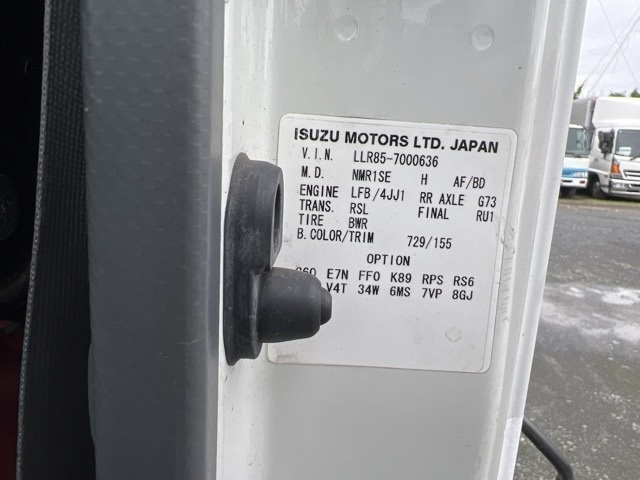 ISUZU MOTORS LTD. JAPAN
V.I.N. LLR85-7000636
M.D. NMR1SE H AF/BD
ENGINE LFB/4JJ1 RR AXLE G73
TRANS. RSL FINAL RU1
TIRE BWR
B.COLOR/TRIM 729/155
OPTION
E7N FFO K89 RPS RS6
V4T 34W 6MS 7VP 8GJ